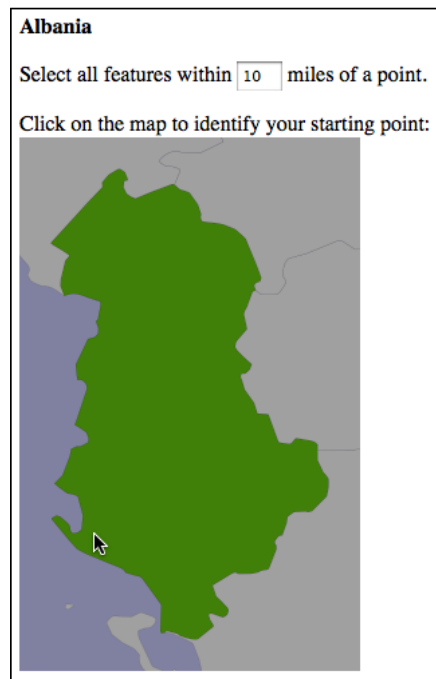 Albania
Select all features within 10 miles of a point.
Click on the map to identify your starting point: